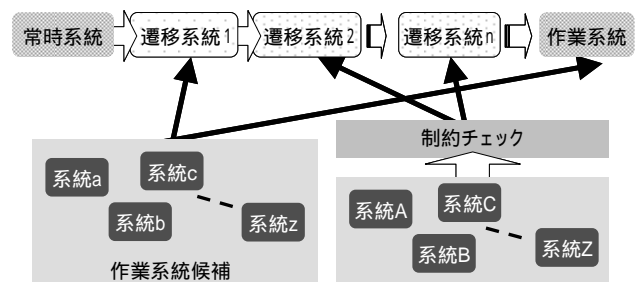 常時系統
遷移系統1
遷移系統2
遷移系統n
作業系統
制約チェック
系統a
系統c
系統b
系統z
作業系統候補
系統A
系統C
系統B
系統Z